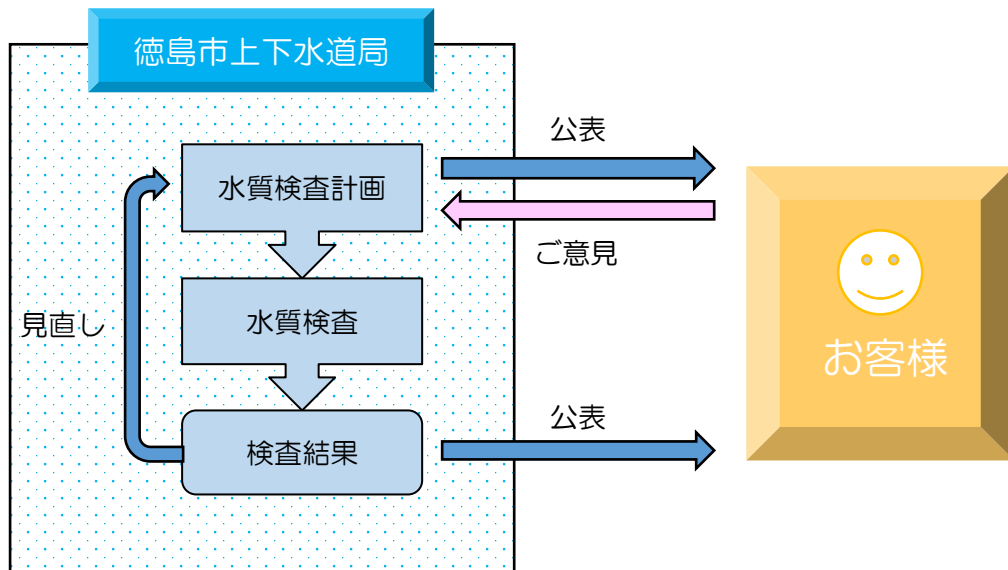 徳島市上下水道局
公表
水質検査計画
ご意見
水質検査
見直し
お客様
公表
検査結果